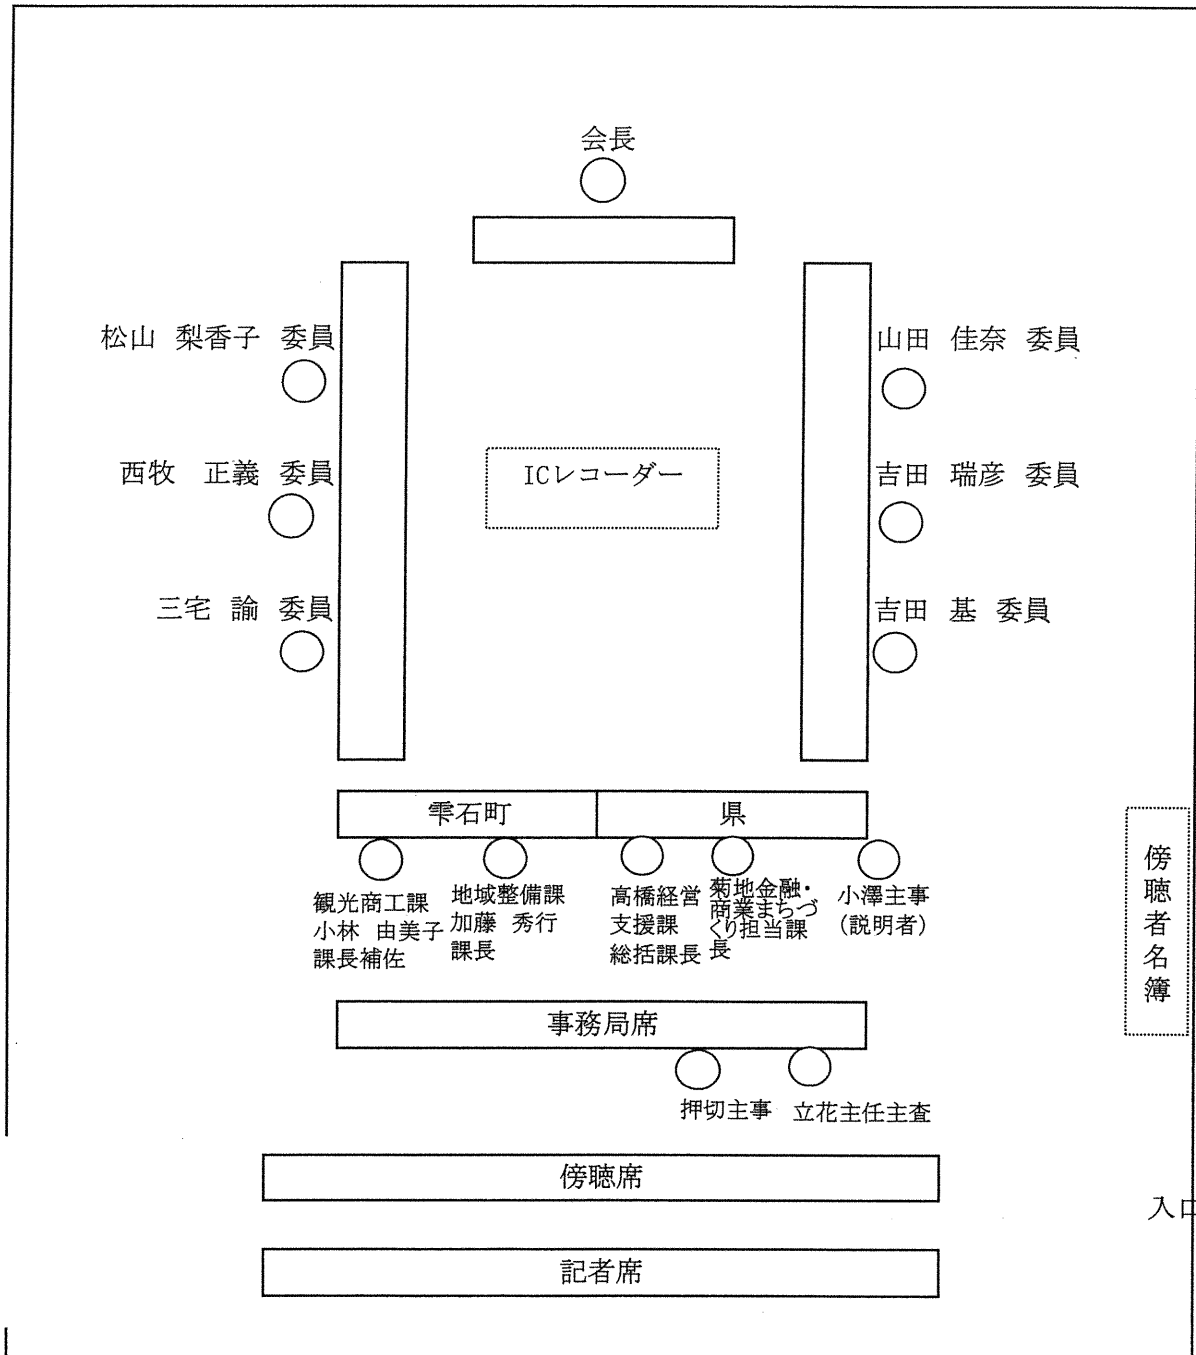 会長
松山 梨香子 委員
山田 佳奈 委員
西牧 正義 委員
ICレコーダー
吉田 瑞彦 委員
三宅 諭 委員
吉田 基 委員
雫石町
県
観光商工課
小林 由美子
課長補佐
地域整備課
加藤 秀行
課長
高橋経営
支援課
総括課長
菊地金融・
商業まちづ
くり担当課
長
小澤主事
(説明者)
傍聴者名簿
事務局席
押切主事
立花主任主査
傍聴席
入口
記者席